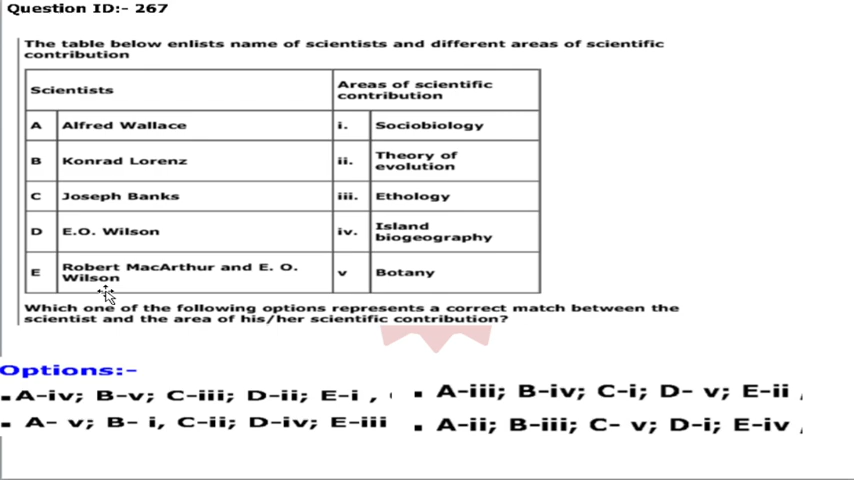 Question ID:- 267
The table below enlists name of scientists and different areas of scientific
contribution
Scientists
Areas of scientific
contribution
A Alfred Wallace i. Sociobiology
B Konrad Lorenz ii. Theory of
evolution
C Joseph Banks iii. Ethology
D E.O. Wilson iv. Island
biogeography
E Robert MacArthur and E. O.
Wilson
v Botany
Which one of the following options represents a correct match between the
scientist and the area of his/her scientific contribution?
Options:-
▪A-iv; B-v; C-iii; D-ii; E-i ,
▪ A-iii; B-iv; C-i; D- v; E-ii ,
▪ A- v; B- i, C-ii; D-iv; E-iii
▪ A-ii; B-iii; C- v; D-i; E-iv ,